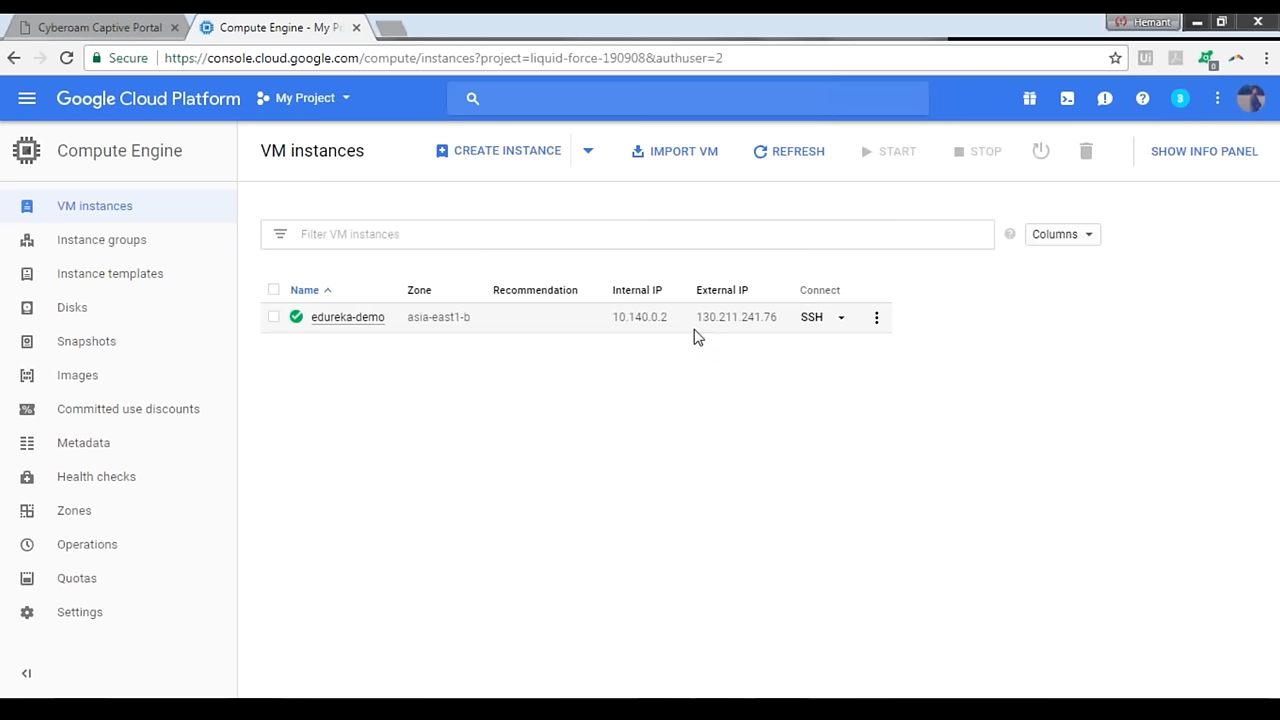 Cyberoam Captive Portal
Compute Engine - My Pr
Hemant
Secure
https://console.cloud.google.com/compute/instances?project=liquid-force-190908&authuser=2
0
Google Cloud Platform
My Project
3
Compute Engine
VM instances
CREATE INSTANCE
IMPORT VM
REFRESH
START
STOP
SHOW INFO PANEL
VM instances
Instance groups
Instance templates
Disks
Snapshots
Images
Committed use discounts
Metadata
Health checks
Zones
Operations
Quotas
Settings
Filter VM instances
Columns
Name Zone Recommendation Internal IP External IP Connect
edureka-demo asia-east1-b 10.140.0.2 130.211.241.76 SSH